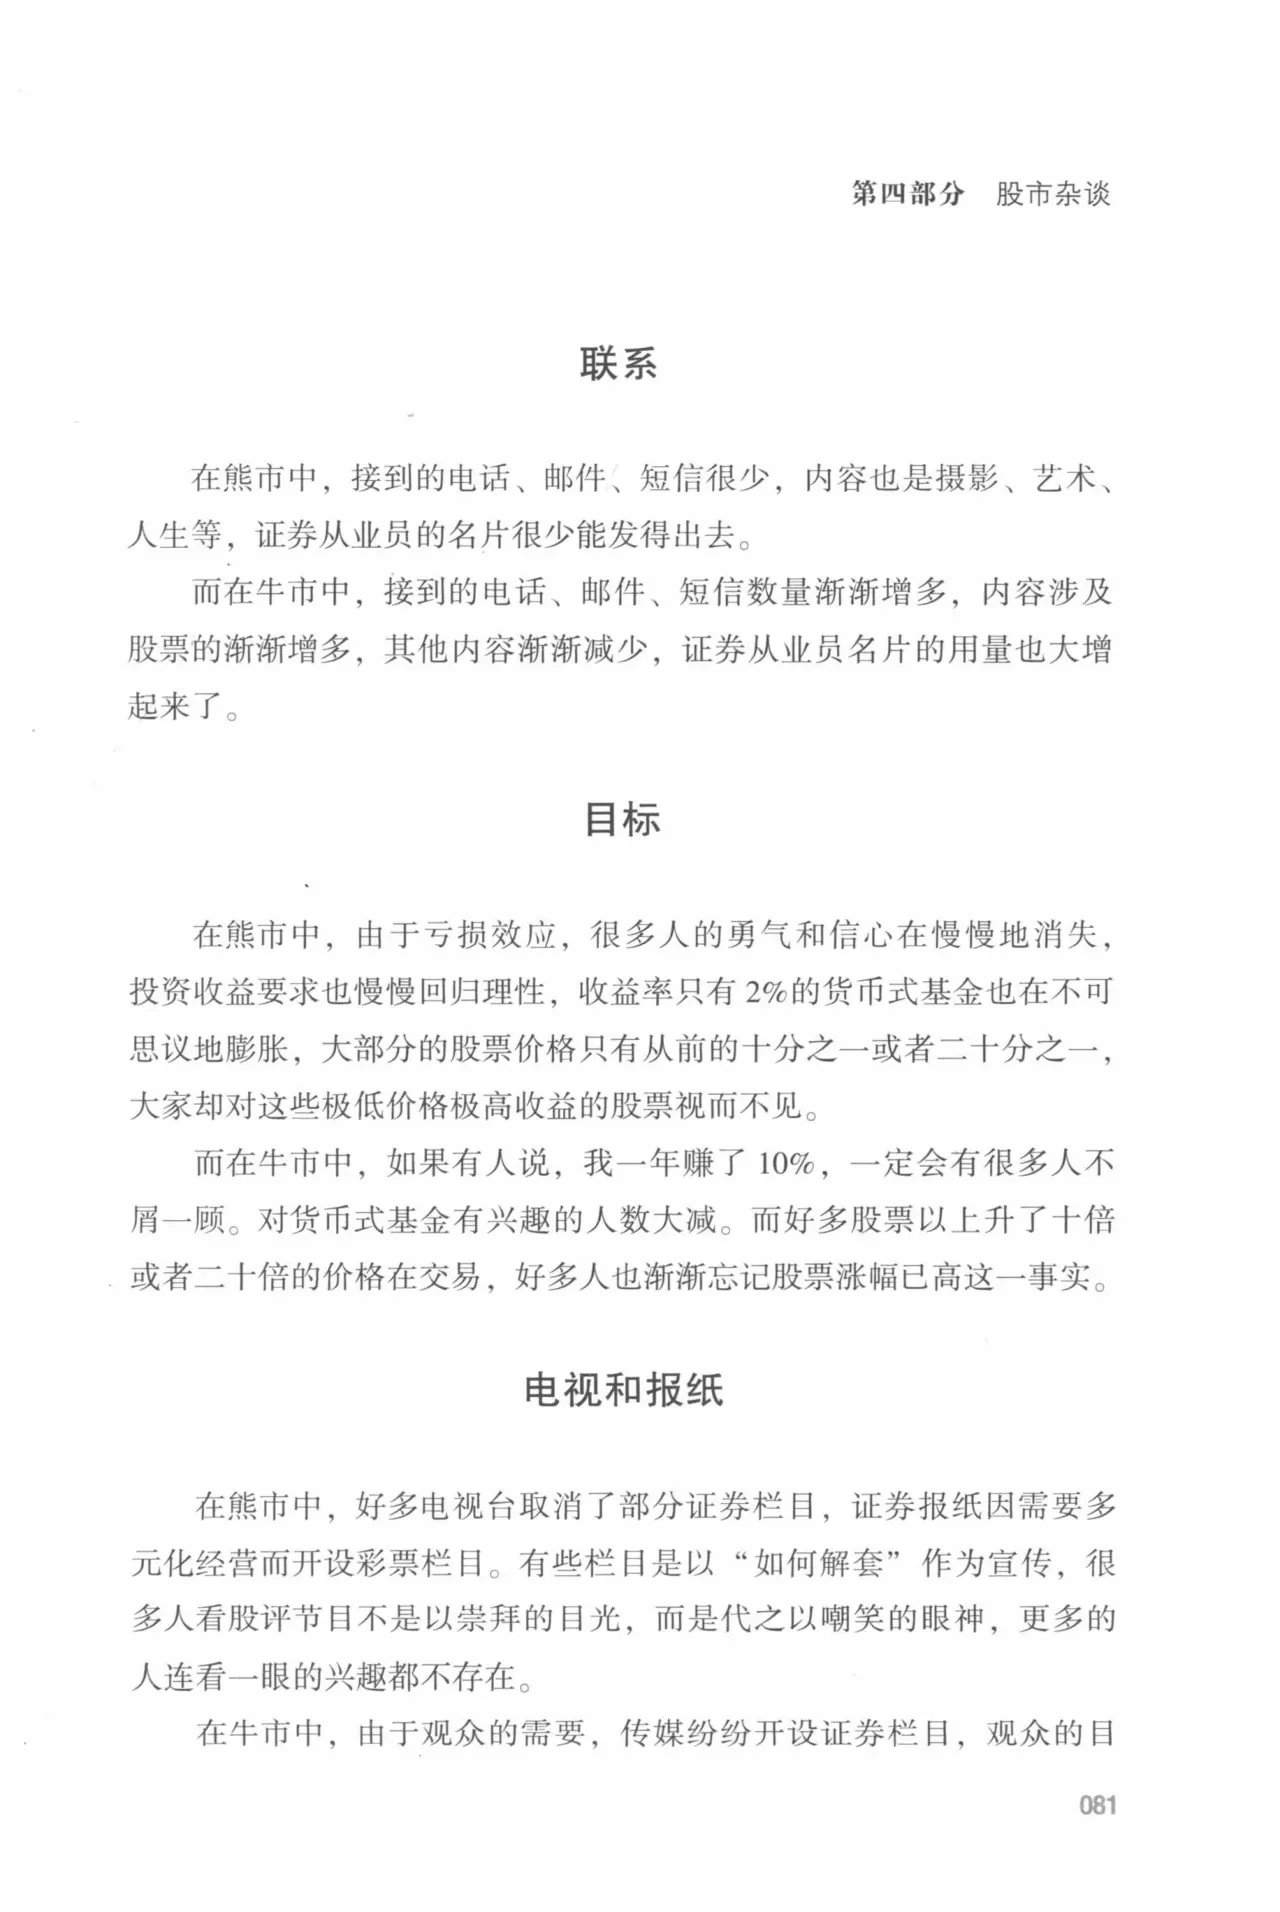 第四部分 股市杂谈
联系
在熊市中，接到的电话、邮件、短信很少，内容也是摄影、艺术、
人生等，证券从业员的名片很少能发得出去。
而在牛市中，接到的电话、邮件、短信数量渐渐增多，内容涉及
股票的渐渐增多，其他内容渐渐减少，证券从业员名片的用量也大增
起来了。
目标
在熊市中，由于亏损效应，很多人的勇气和信心在慢慢地消失，
投资收益要求也慢慢回归理性，收益率只有 2%的货币式基金也在不可
思议地膨胀，大部分的股票价格只有从前的十分之一或者二十分之一，
大家却对这些极低价格极高收益的股票视而不见。
而在牛市中，如果有人说，我一年赚了 10%，一定会有很多人不
屑一顾。对货币式基金有兴趣的人数大减。而好多股票以上升了十倍
或者二十倍的价格在交易，好多人也渐渐忘记股票涨幅已高这一事实。
电视和报纸
在熊市中，好多电视台取消了部分证券栏目，证券报纸因需要多
元化经营而开设彩票栏目。有些栏目是以“如何解套”作为宣传，很
多人看股评节目不是以崇拜的目光，而是代之以嘲笑的眼神，更多的
人连看一眼的兴趣都不存在。
在牛市中，由于观众的需要，传媒纷纷开设证券栏目，观众的目
081